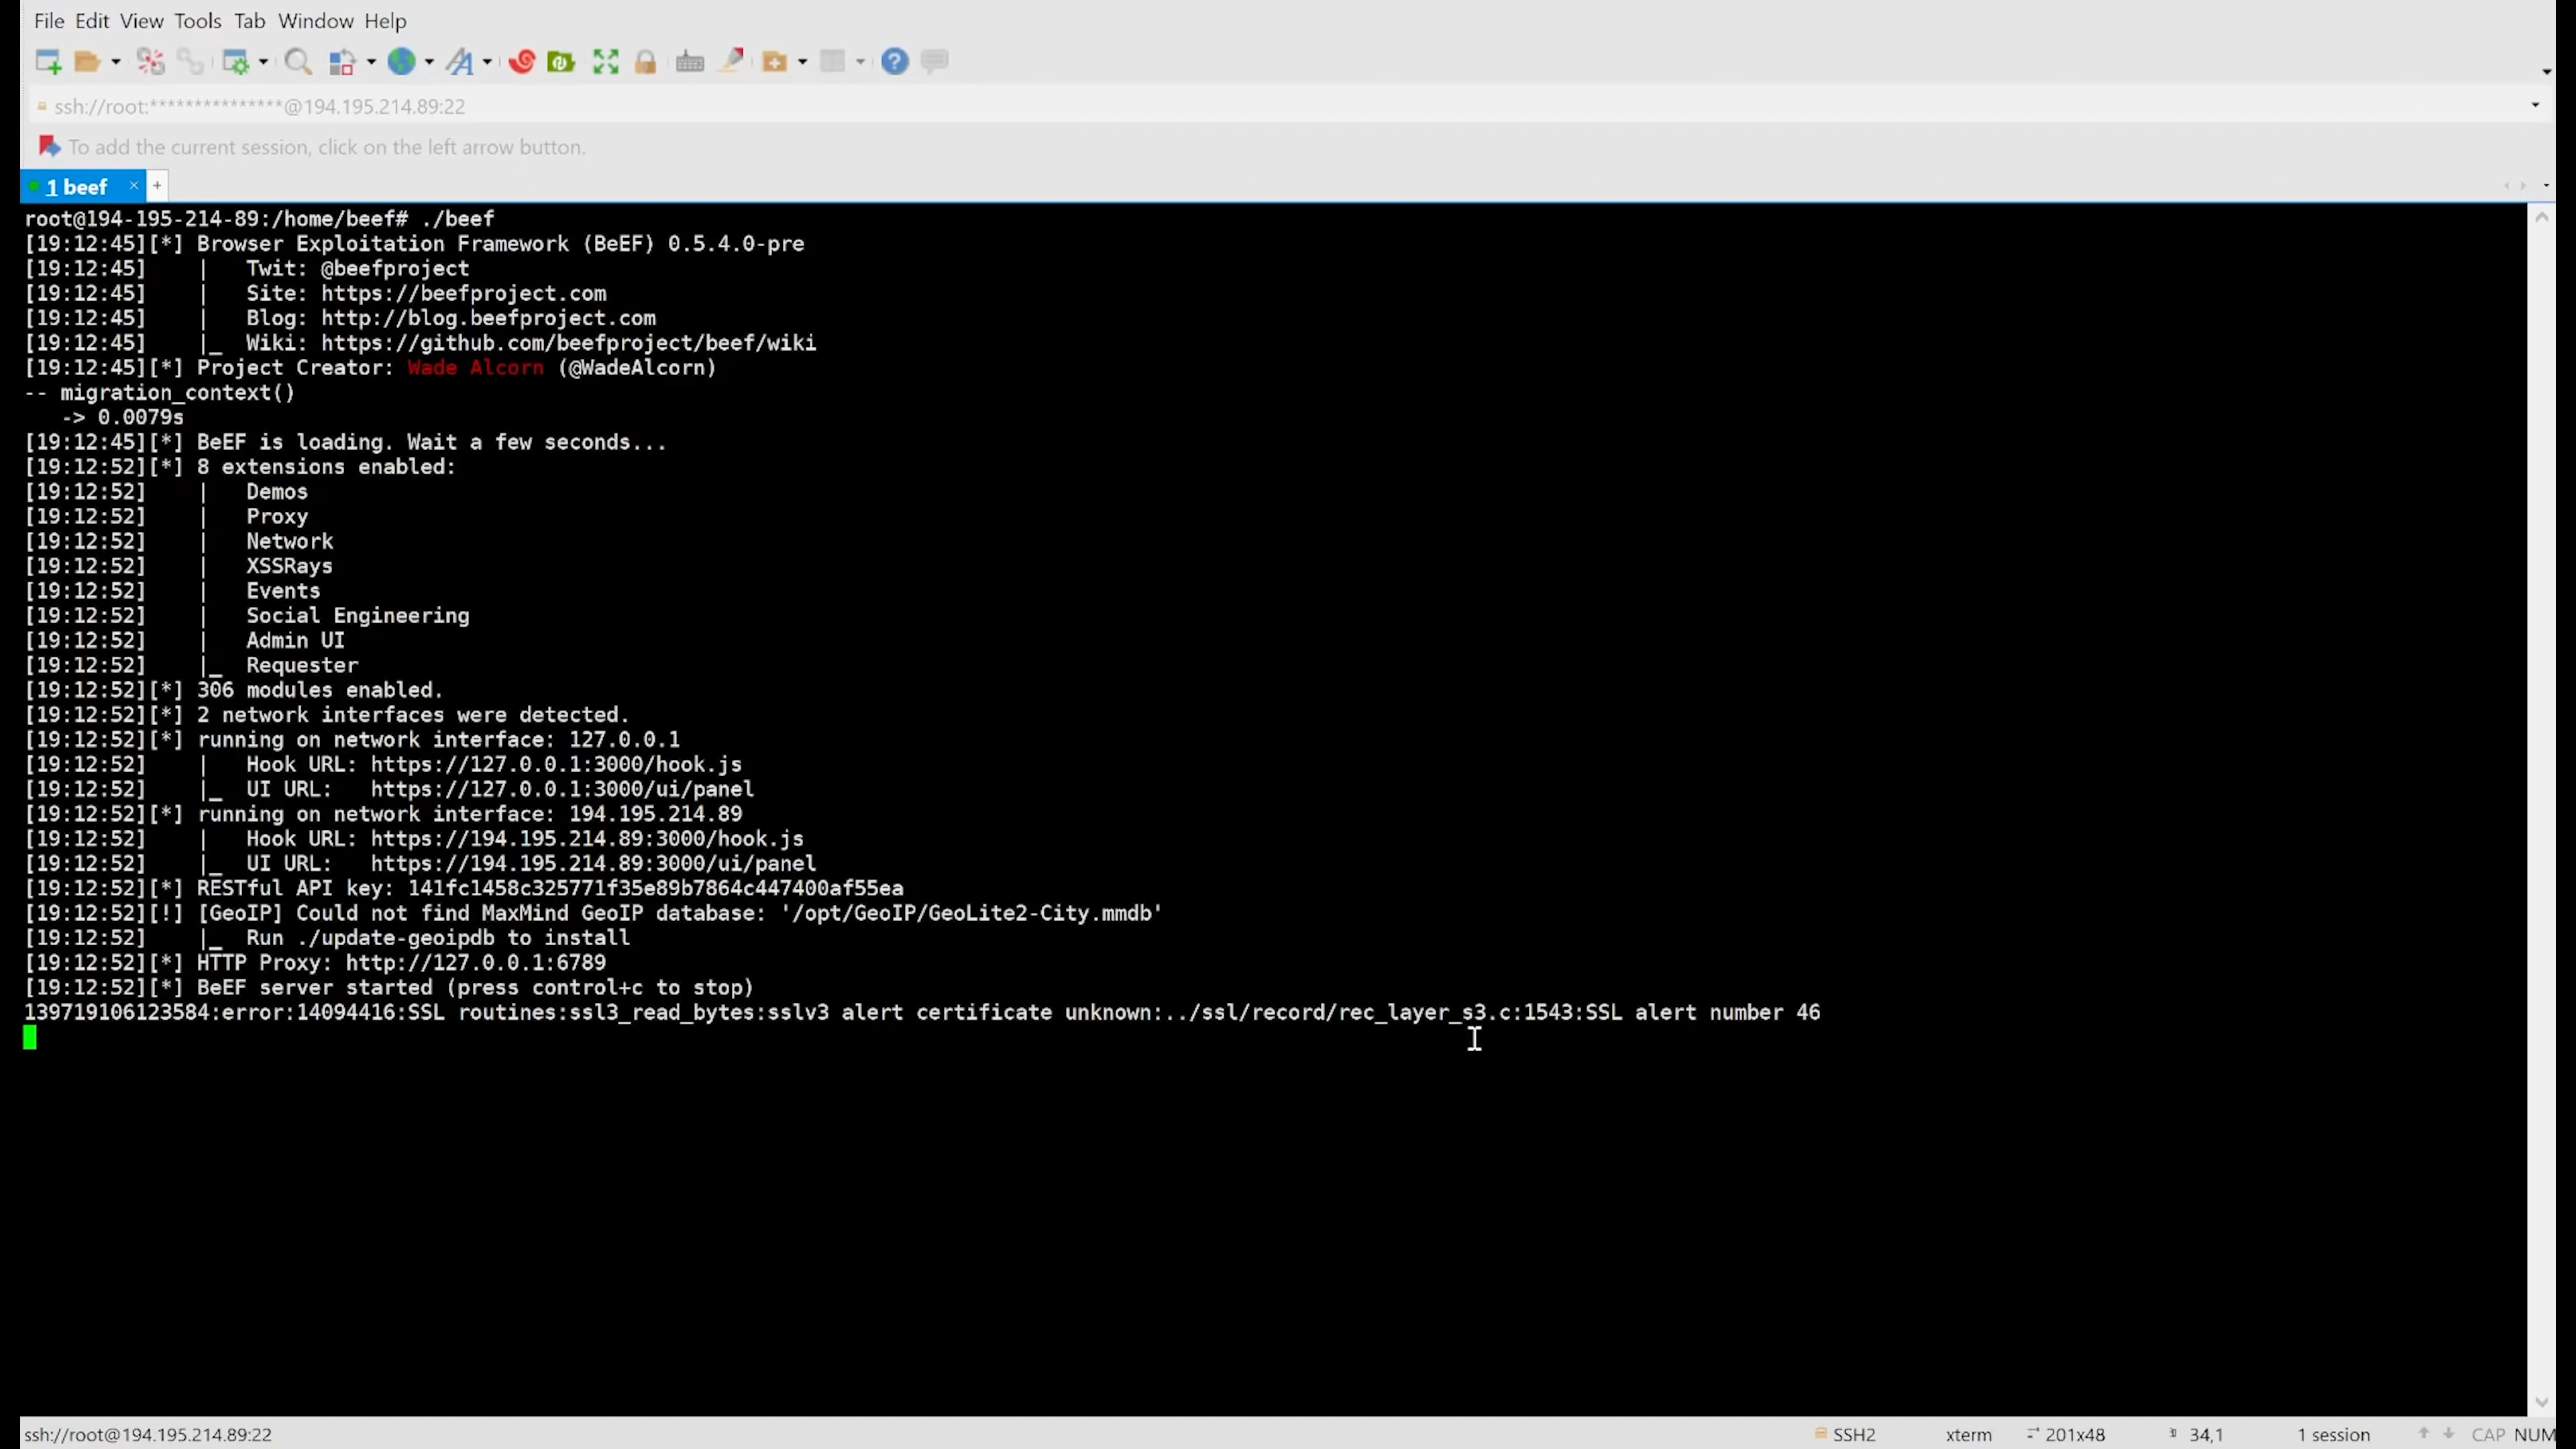 File Edit View Tools Tab Window Help
ssh://root:***************@194.195.214.89:22
To add the current session, click on the left arrow button.
1 beef × +
root@194-195-214-89:/home/beef# ./beef
[19:12:45][*] Browser Exploitation Framework (BeEF) 0.5.4.0-pre
[19:12:45]    |   Twit: @beefproject
[19:12:45]    |   Site: https://beefproject.com
[19:12:45]    |   Blog: http://blog.beefproject.com
[19:12:45]    |_  Wiki: https://github.com/beefproject/beef/wiki
[19:12:45][*] Project Creator: Wade Alcorn (@WadeAlcorn)
-- migration_context()
   -> 0.0079s
[19:12:45][*] BeEF is loading. Wait a few seconds...
[19:12:52][*] 8 extensions enabled:
[19:12:52]    |   Demos
[19:12:52]    |   Proxy
[19:12:52]    |   Network
[19:12:52]    |   XSSRays
[19:12:52]    |   Events
[19:12:52]    |   Social Engineering
[19:12:52]    |   Admin UI
[19:12:52]    |_  Requester
[19:12:52][*] 306 modules enabled.
[19:12:52][*] 2 network interfaces were detected.
[19:12:52][*] running on network interface: 127.0.0.1
[19:12:52]    |   Hook URL: https://127.0.0.1:3000/hook.js
[19:12:52]    |_  UI URL:   https://127.0.0.1:3000/ui/panel
[19:12:52][*] running on network interface: 194.195.214.89
[19:12:52]    |   Hook URL: https://194.195.214.89:3000/hook.js
[19:12:52]    |_  UI URL:   https://194.195.214.89:3000/ui/panel
[19:12:52][*] RESTful API key: 141fc1458c325771f35e89b7864c447400af55ea
[19:12:52][!] [GeoIP] Could not find MaxMind GeoIP database: '/opt/GeoIP/GeoLite2-City.mmdb'
[19:12:52]    |_  Run ./update-geoipdb to install
[19:12:52][*] HTTP Proxy: http://127.0.0.1:6789
[19:12:52][*] BeEF server started (press control+c to stop)
139719106123584:error:14094416:SSL routines:ssl3_read_bytes:sslv3 alert certificate unknown:../ssl/record/rec_layer_s3.c:1543:SSL alert number 46
ssh://root@194.195.214.89:22 SSH2 xterm 201x48 34,1 1 session CAP NUM